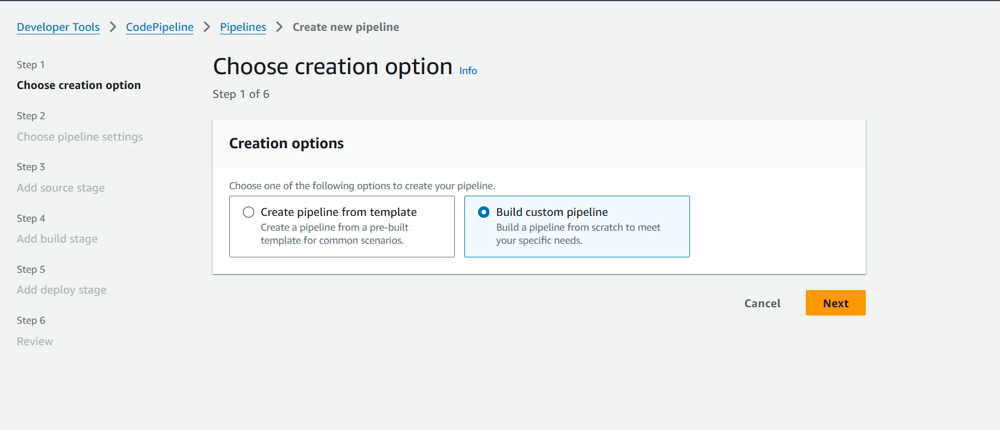 Developer Tools > CodePipeline > Pipelines > Create new pipeline
Step 1
Choose creation option
Step 2
Choose pipeline settings
Step 3
Add source stage
Step 4
Add build stage
Step 5
Add deploy stage
Step 6
Review
Choose creation option Info
Step 1 of 6
Creation options
Choose one of the following options to create your pipeline.
Create pipeline from template
Create a pipeline from a pre-built
template for common scenarios.
Build custom pipeline
Build a pipeline from scratch to meet
your specific needs.
Cancel
Next